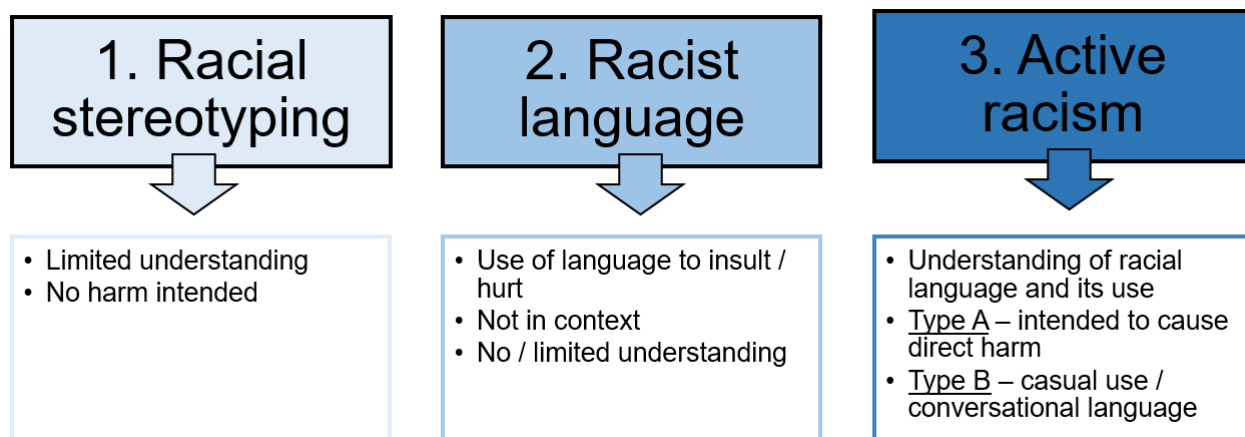 1. Racial
stereotyping
• Limited understanding
• No harm intended
2. Racist
language
• Use of language to insult /
hurt
• Not in context
• No / limited understanding
3. Active
racism
• Understanding of racial
language and its use
• Type A – intended to cause
direct harm
• Type B – casual use /
conversational language